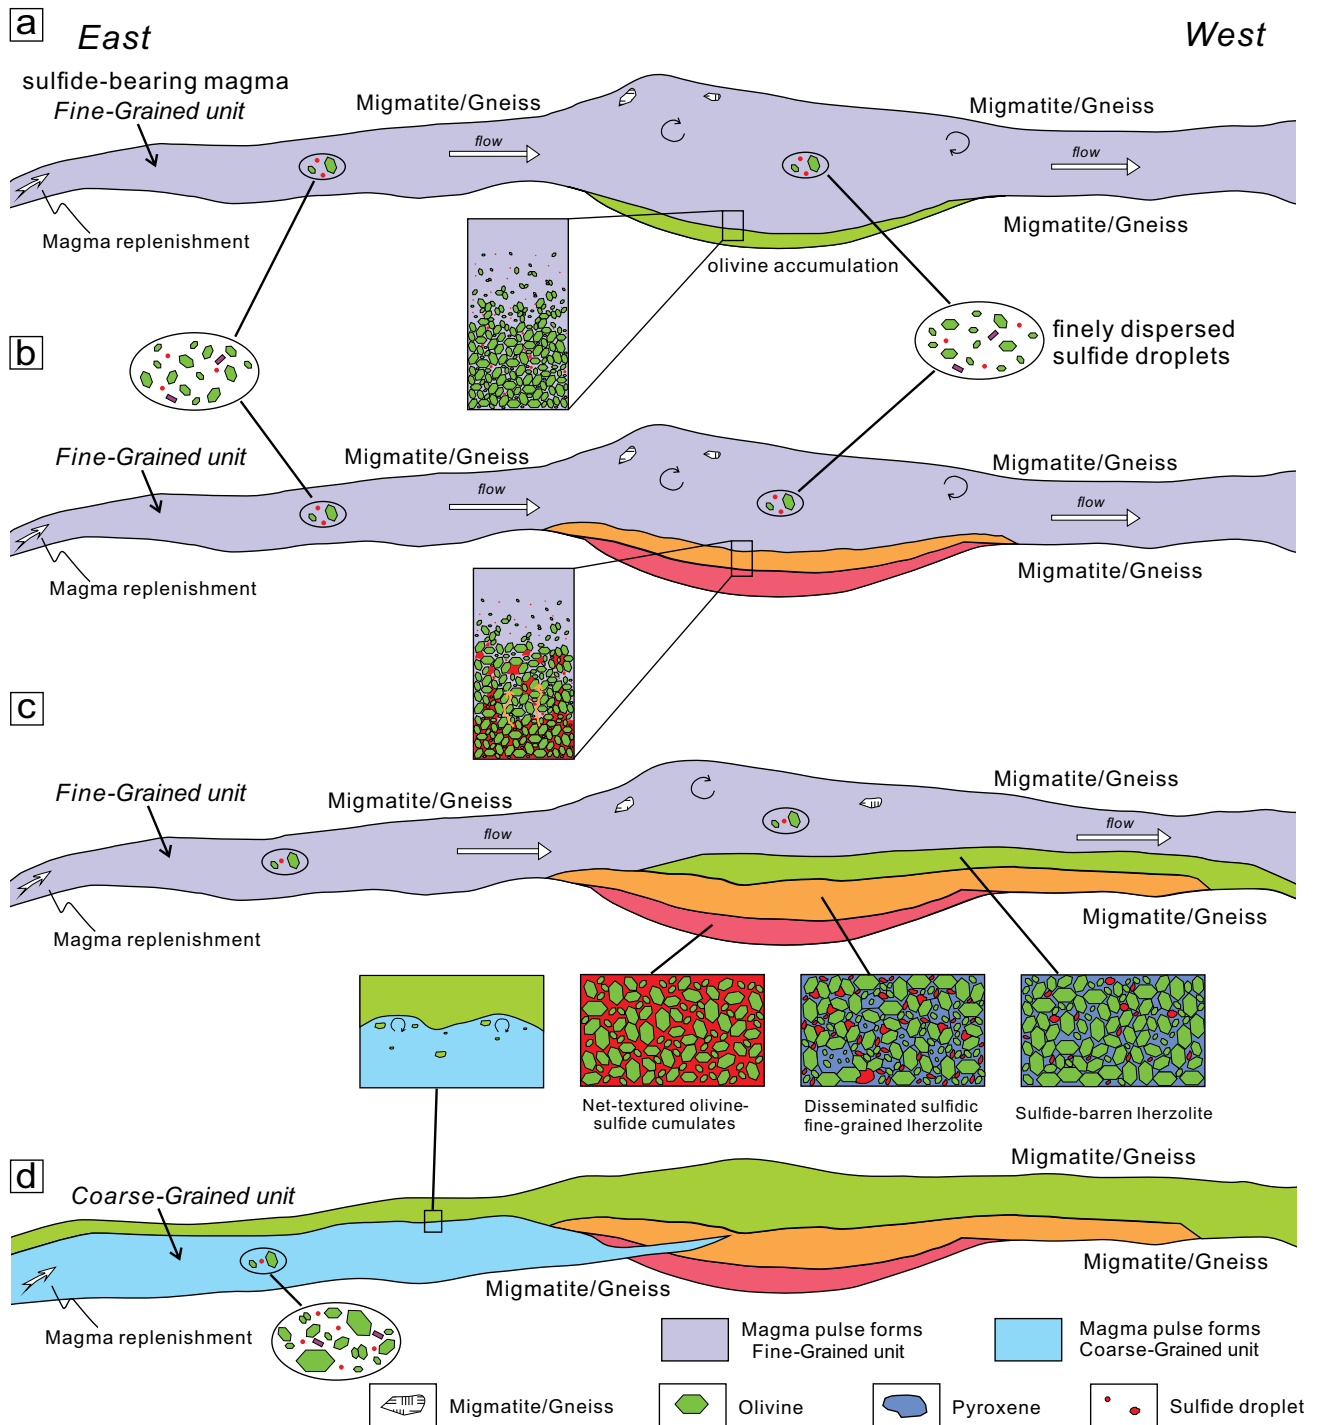 a
East
West
sulfide-bearing magma
Fine-Grained unit
Migmatite/Gneiss
Migmatite/Gneiss
flow
flow
Magma replenishment
Migmatite/Gneiss
olivine accumulation
b
finely dispersed
sulfide droplets
Fine-Grained unit
Migmatite/Gneiss
Migmatite/Gneiss
flow
flow
Magma replenishment
Migmatite/Gneiss
c
Fine-Grained unit
Migmatite/Gneiss
Migmatite/Gneiss
flow
flow
Magma replenishment
Migmatite/Gneiss
Net-textured olivine-
sulfide cumulates
Disseminated sulfidic
fine-grained lherzolite
Sulfide-barren lherzolite
d
Coarse-Grained unit
Migmatite/Gneiss
Migmatite/Gneiss
Migmatite/Gneiss
Magma replenishment
Magma pulse forms
Fine-Grained unit
Magma pulse forms
Coarse-Grained unit
Migmatite/Gneiss
Olivine
Pyroxene
Sulfide droplet